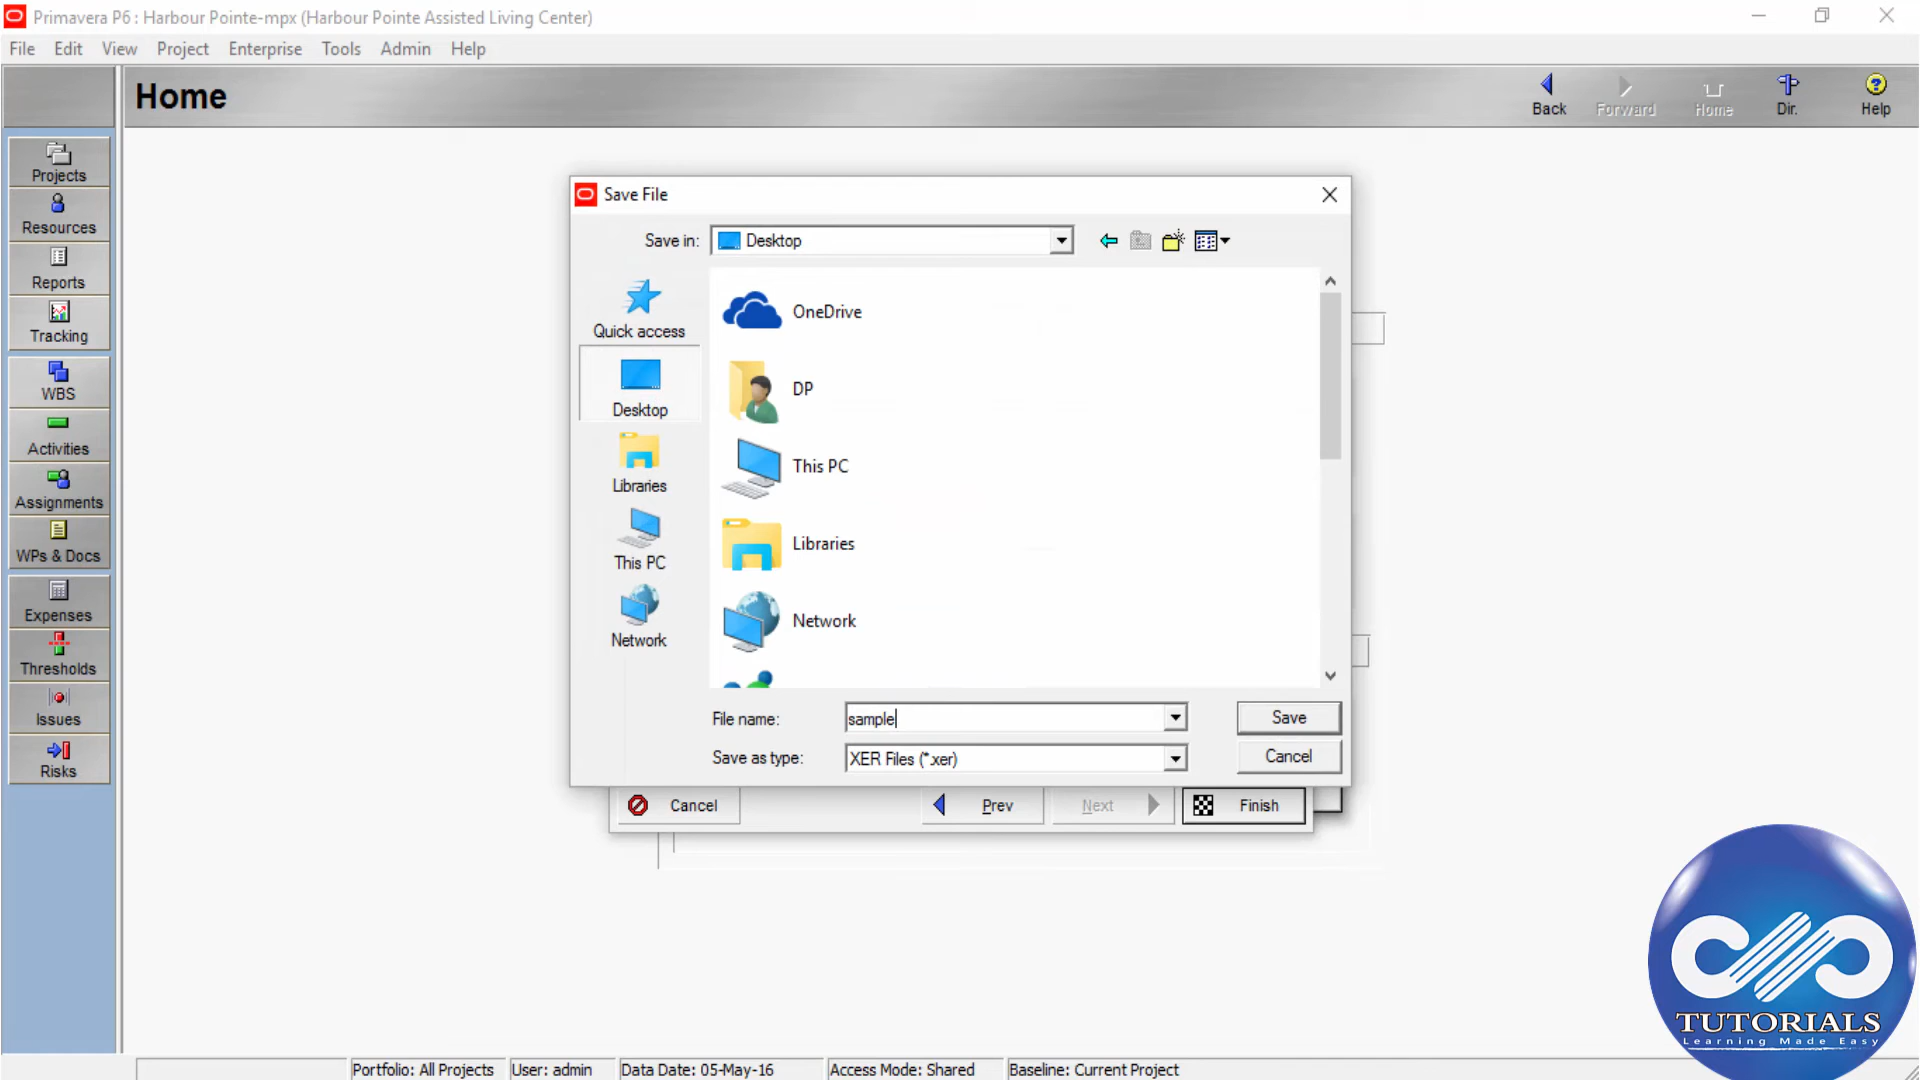 Primavera P6 : Harbour Pointe-mpx (Harbour Pointe Assisted Living Center)
File Edit View Project Enterprise Tools Admin Help
Home
Back Forward Home Dir. Help
Projects
Resources
Reports
Tracking
WBS
Activities
Assignments
WPs & Docs
Expenses
Thresholds
Issues
Risks
Save File
Save in: Desktop
Quick access
Desktop
Libraries
This PC
Network
OneDrive
DP
This PC
Libraries
Network
File name: sample
Save
Save as type: XER Files (*.xer)
Cancel
Cancel Prev Next Finish
TUTORIALS
Learning Made Easy
Portfolio: All Projects User: admin Data Date: 05-May-16 Access Mode: Shared Baseline: Current Project